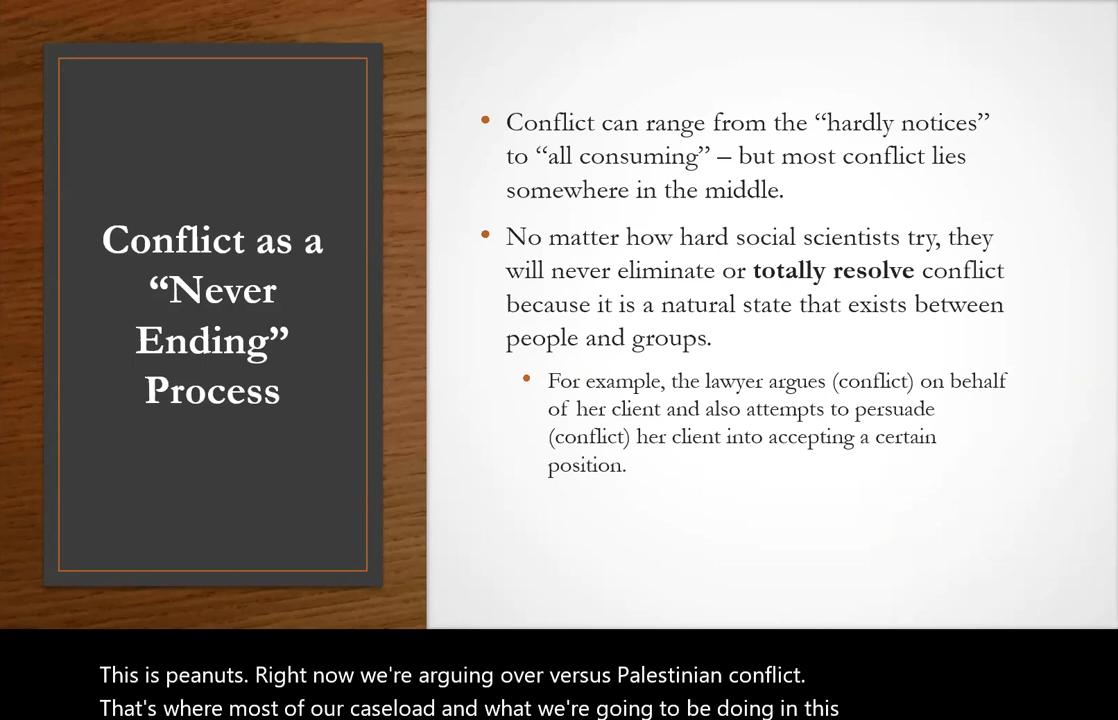 Conflict as a
“Never
Ending”
Process
• Conflict can range from the “hardly notices”
to “all consuming” – but most conflict lies
somewhere in the middle.
• No matter how hard social scientists try, they
will never eliminate or totally resolve conflict
because it is a natural state that exists between
people and groups.
• For example, the lawyer argues (conflict) on behalf
of her client and also attempts to persuade
(conflict) her client into accepting a certain
position.
This is peanuts. Right now we're arguing over versus Palestinian conflict.
That's where most of our caseload and what we're going to be doing in this